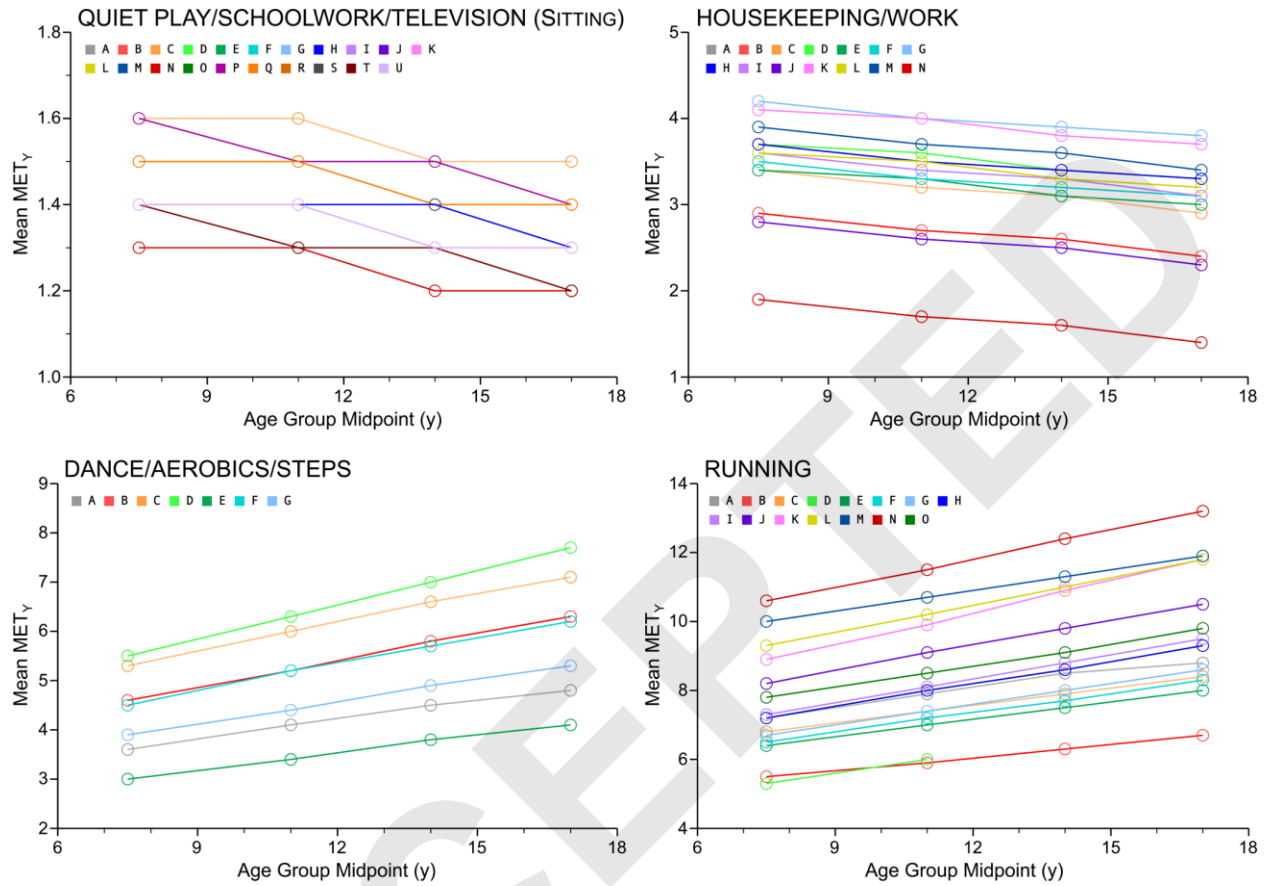 QUIET PLAY/SCHOOLWORK/TELEVISION (SITTING)
A B C D E F G H I J K
L M N O P Q R S T U
1.8
1.6
1.4
1.2
1.0
Mean METY
6 9 12 15 18
Age Group Midpoint (y)
HOUSEKEEPING/WORK
A B C D E F G
H I J K L M N
5
4
3
2
1
Mean METY
6 9 12 15 18
Age Group Midpoint (y)
DANCE/AEROBICS/STEPS
A B C D E F G
9
8
7
6
5
4
3
2
Mean METY
6 9 12 15 18
Age Group Midpoint (y)
RUNNING
A B C D E F G H
I J K L M N O
14
12
10
8
6
4
Mean METY
6 9 12 15 18
Age Group Midpoint (y)
CEPTED